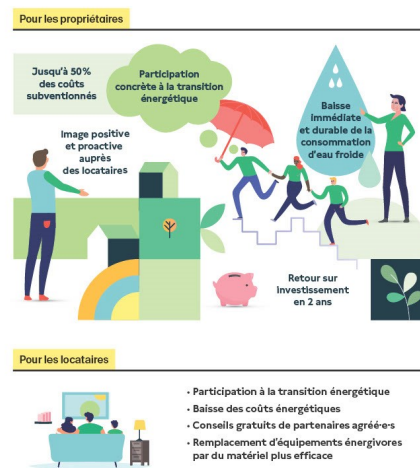 Pour les propriétaires
Jusqu'à 50%
des coûts
subventionnés
Participation
concrète à la transition
énergétique
Image positive
et proactive
auprès
des locataires
Baisse
immédiate
et durable de la
consommation
d'eau froide
Retour sur
investissement
en 2 ans
Pour les locataires
• Participation à la transition énergétique
• Baisse des coûts énergétiques
• Conseils gratuits de partenaires agréé·e·s
• Remplacement d'équipements énergivores
par du matériel plus efficace